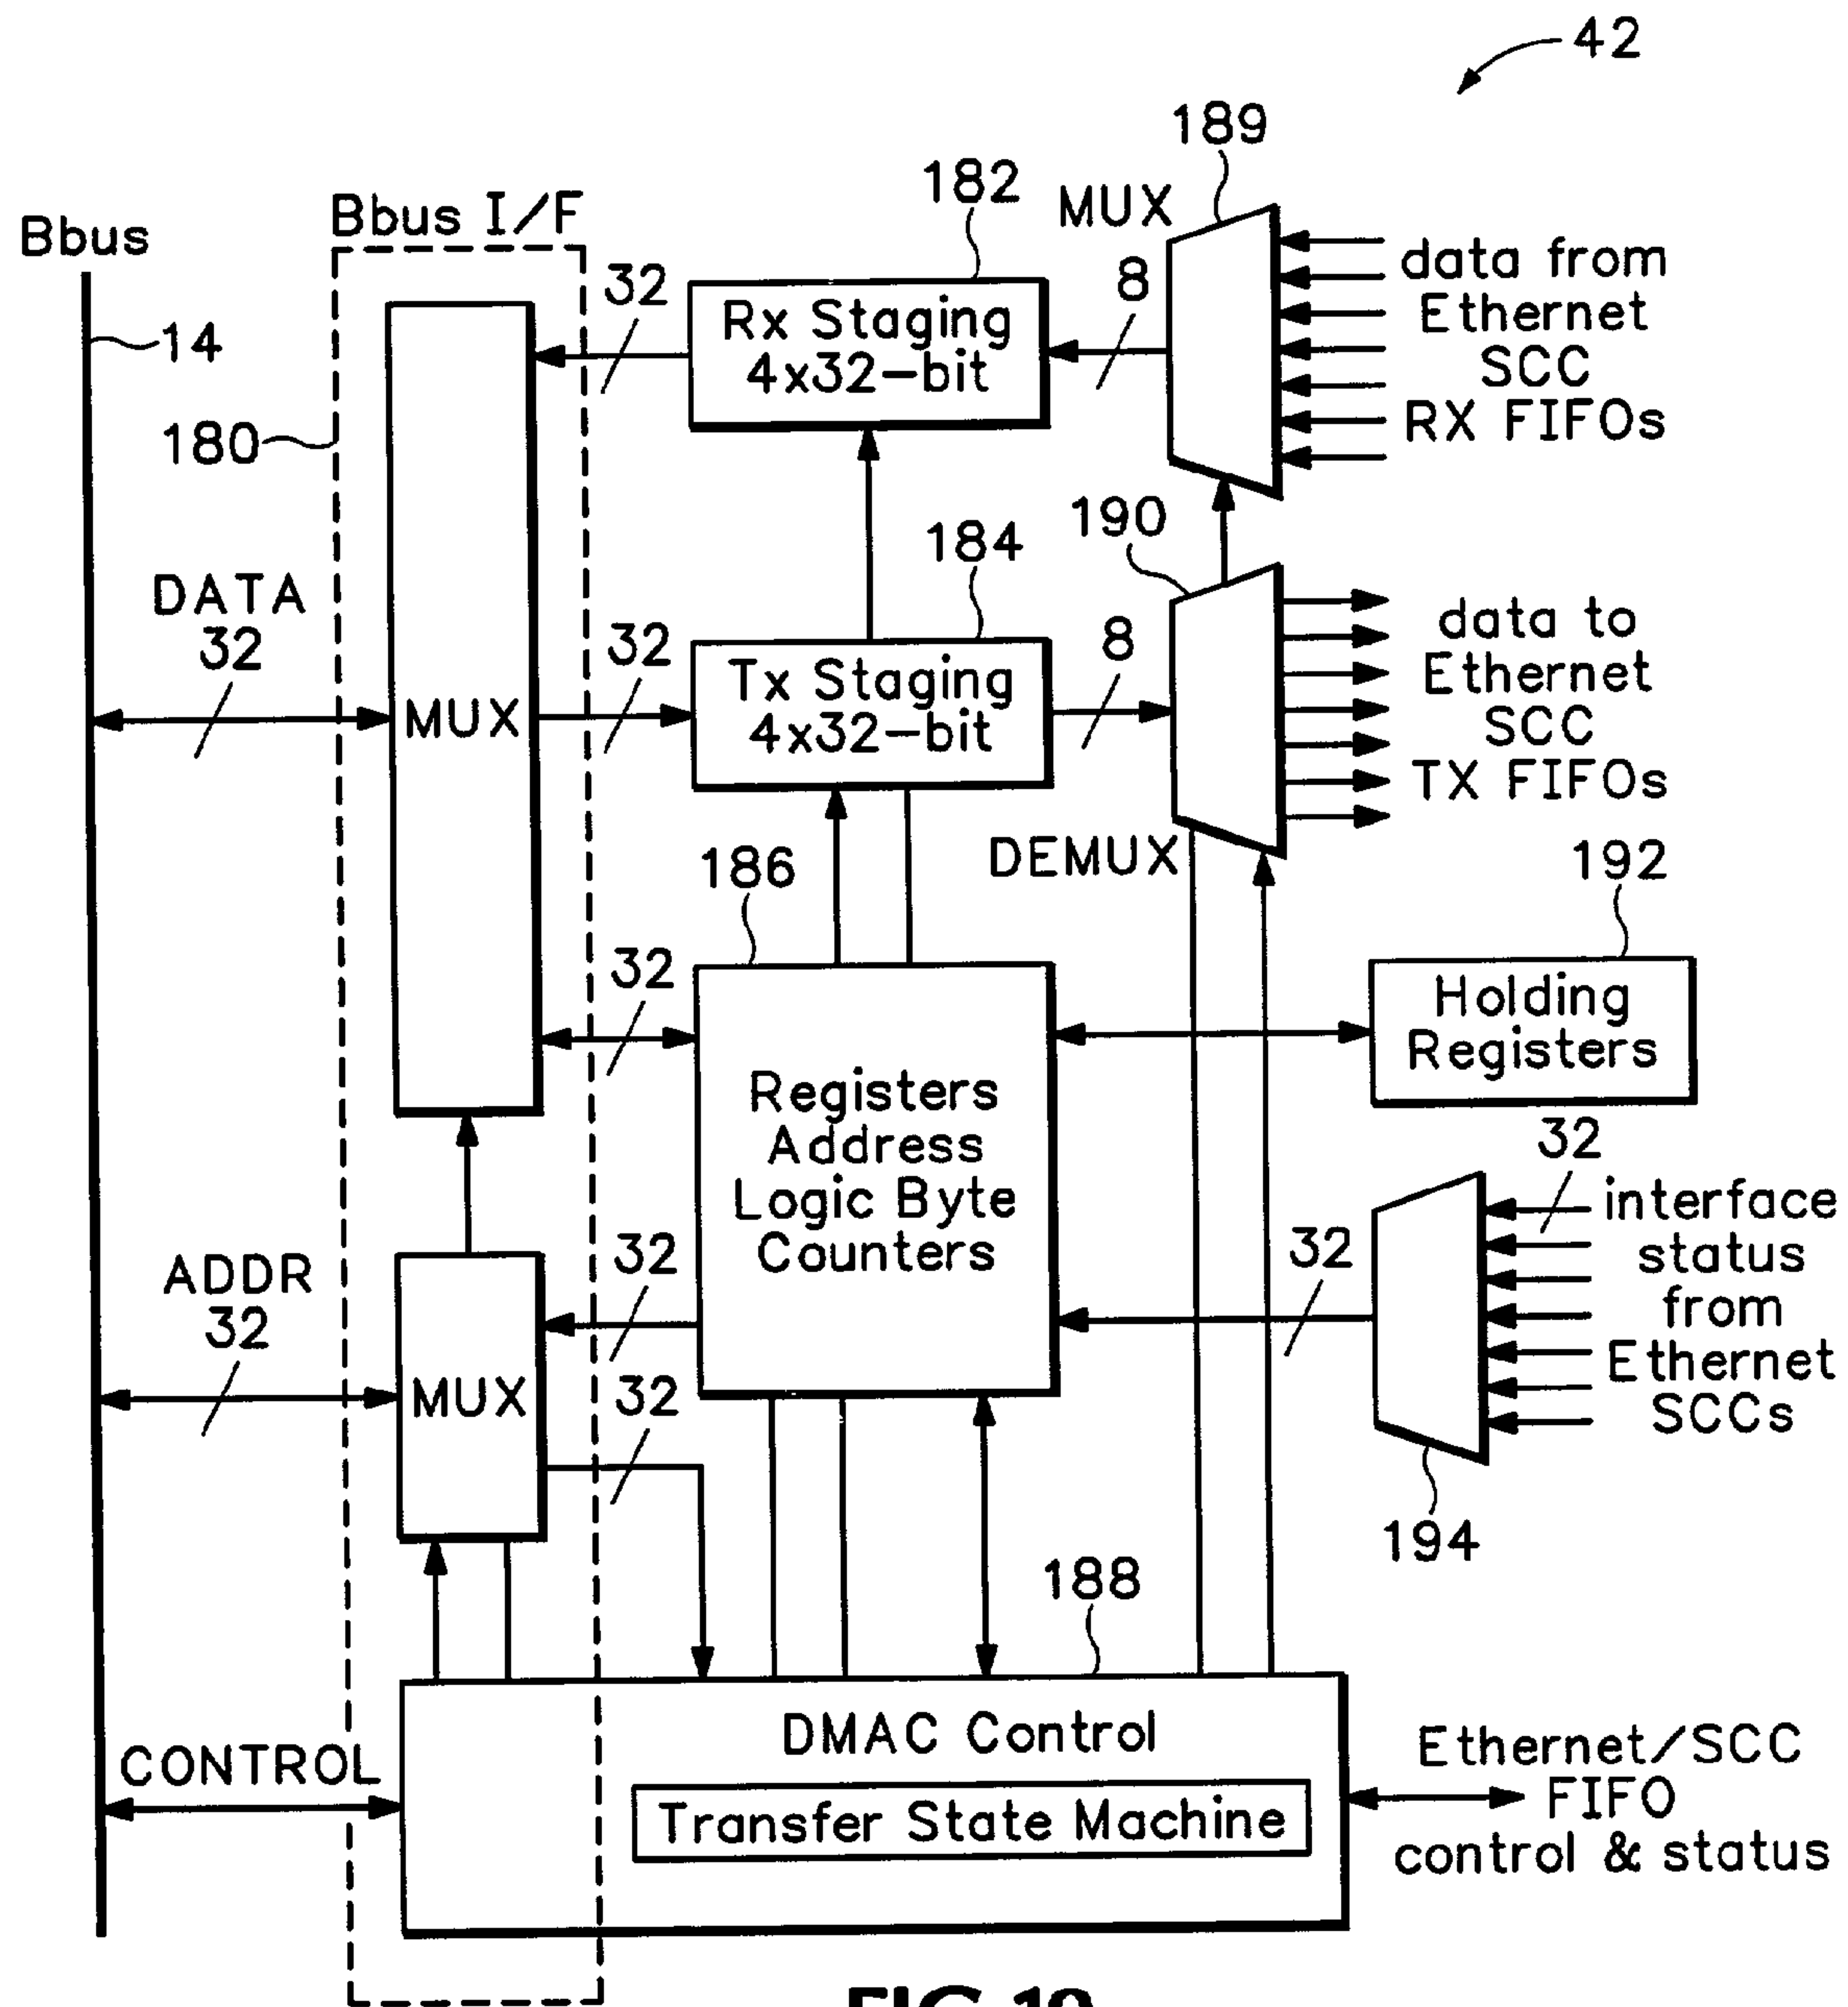 42
189
182
MUX
Bbus I/F
Bbus
32
Rx Staging
4x32-bit
8
data from
Ethernet
SCC
RX FIFOs
14
180
190
184
DATA
32
32
Tx Staging
4x32-bit
8
data to
Ethernet
SCC
TX FIFOs
MUX
DEMUX
186
192
32
Holding
Registers
Registers
Address
Logic Byte
Counters
32
interface
status
from
Ethernet
SCCs
32
32
ADDR
32
MUX
32
194
188
DMAC Control
Transfer State Machine
CONTROL
Ethernet/SCC
FIFO
control & status